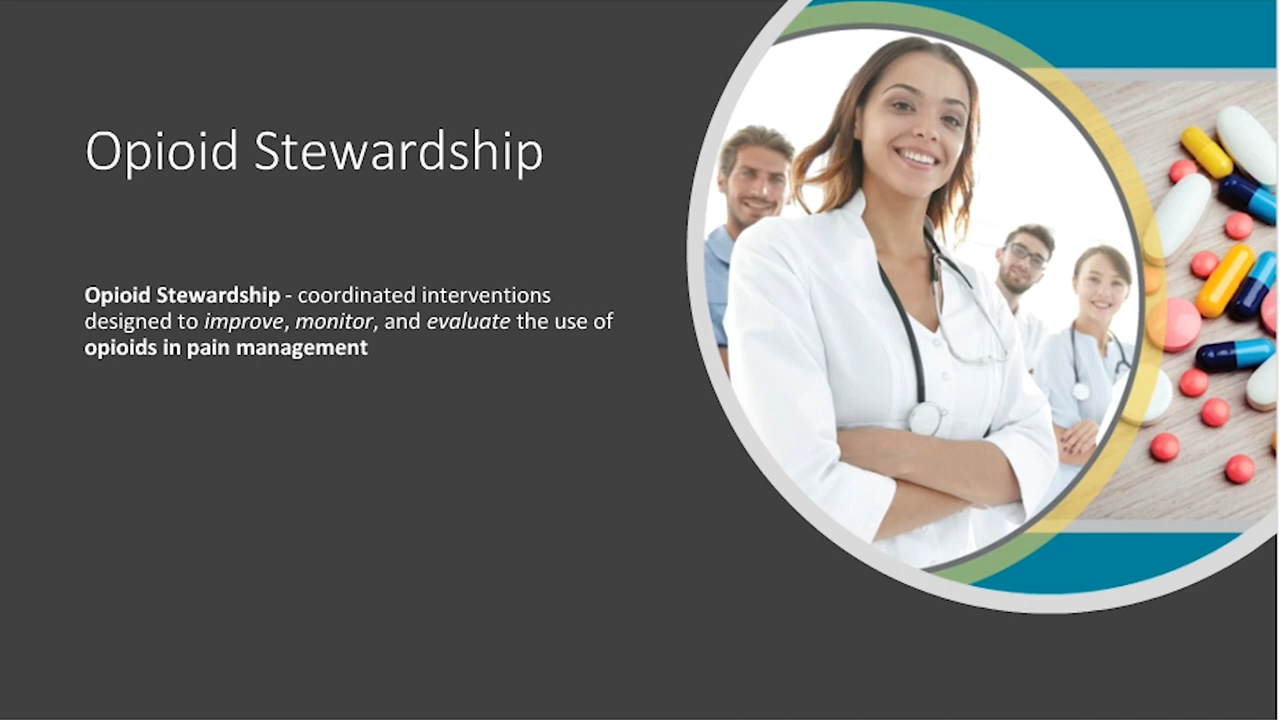 Opioid Stewardship
Opioid Stewardship - coordinated interventions
designed to improve, monitor, and evaluate the use of
opioids in pain management